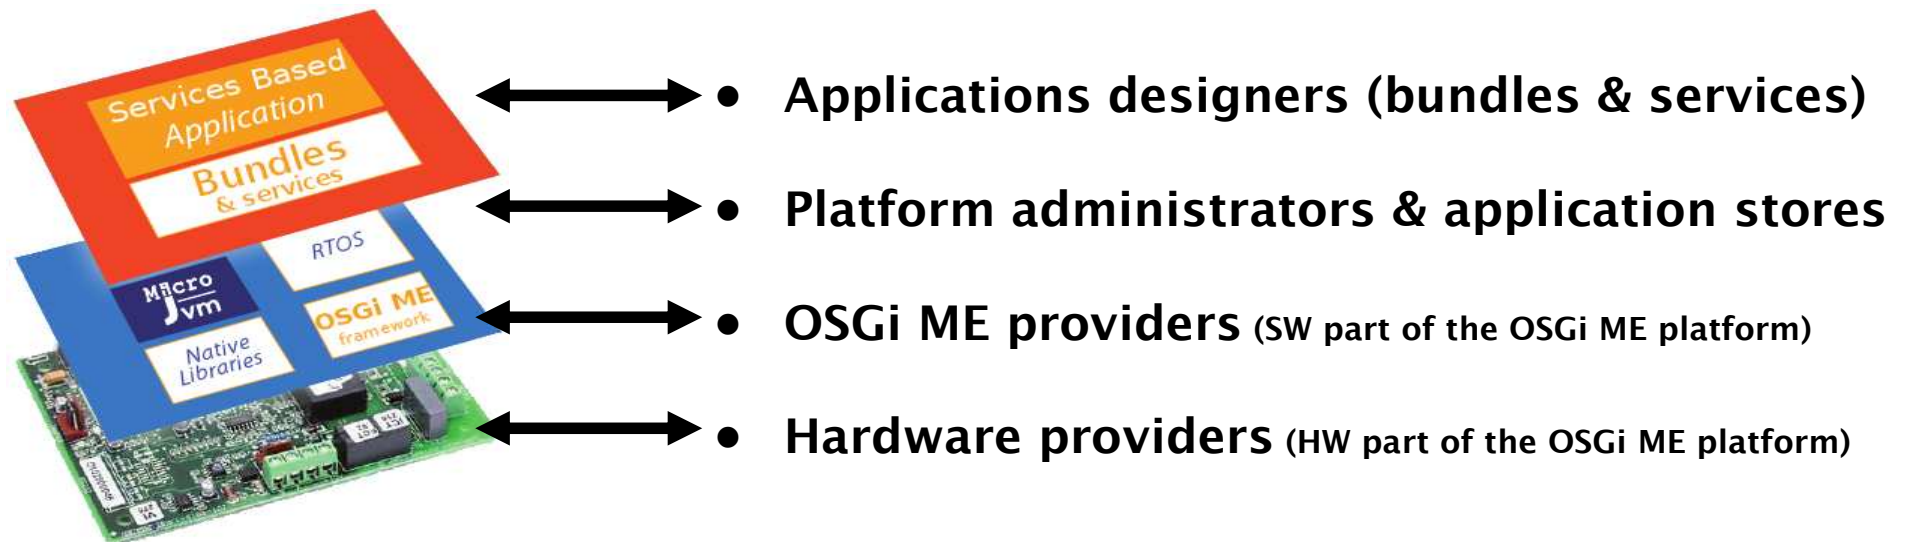 Services Based
Application
Bundles
& services
RTOS
Micro
Jvm
OSGi ME
framework
Native
Libraries
• Applications designers (bundles & services)
• Platform administrators & application stores
• OSGi ME providers (SW part of the OSGi ME platform)
• Hardware providers (HW part of the OSGi ME platform)